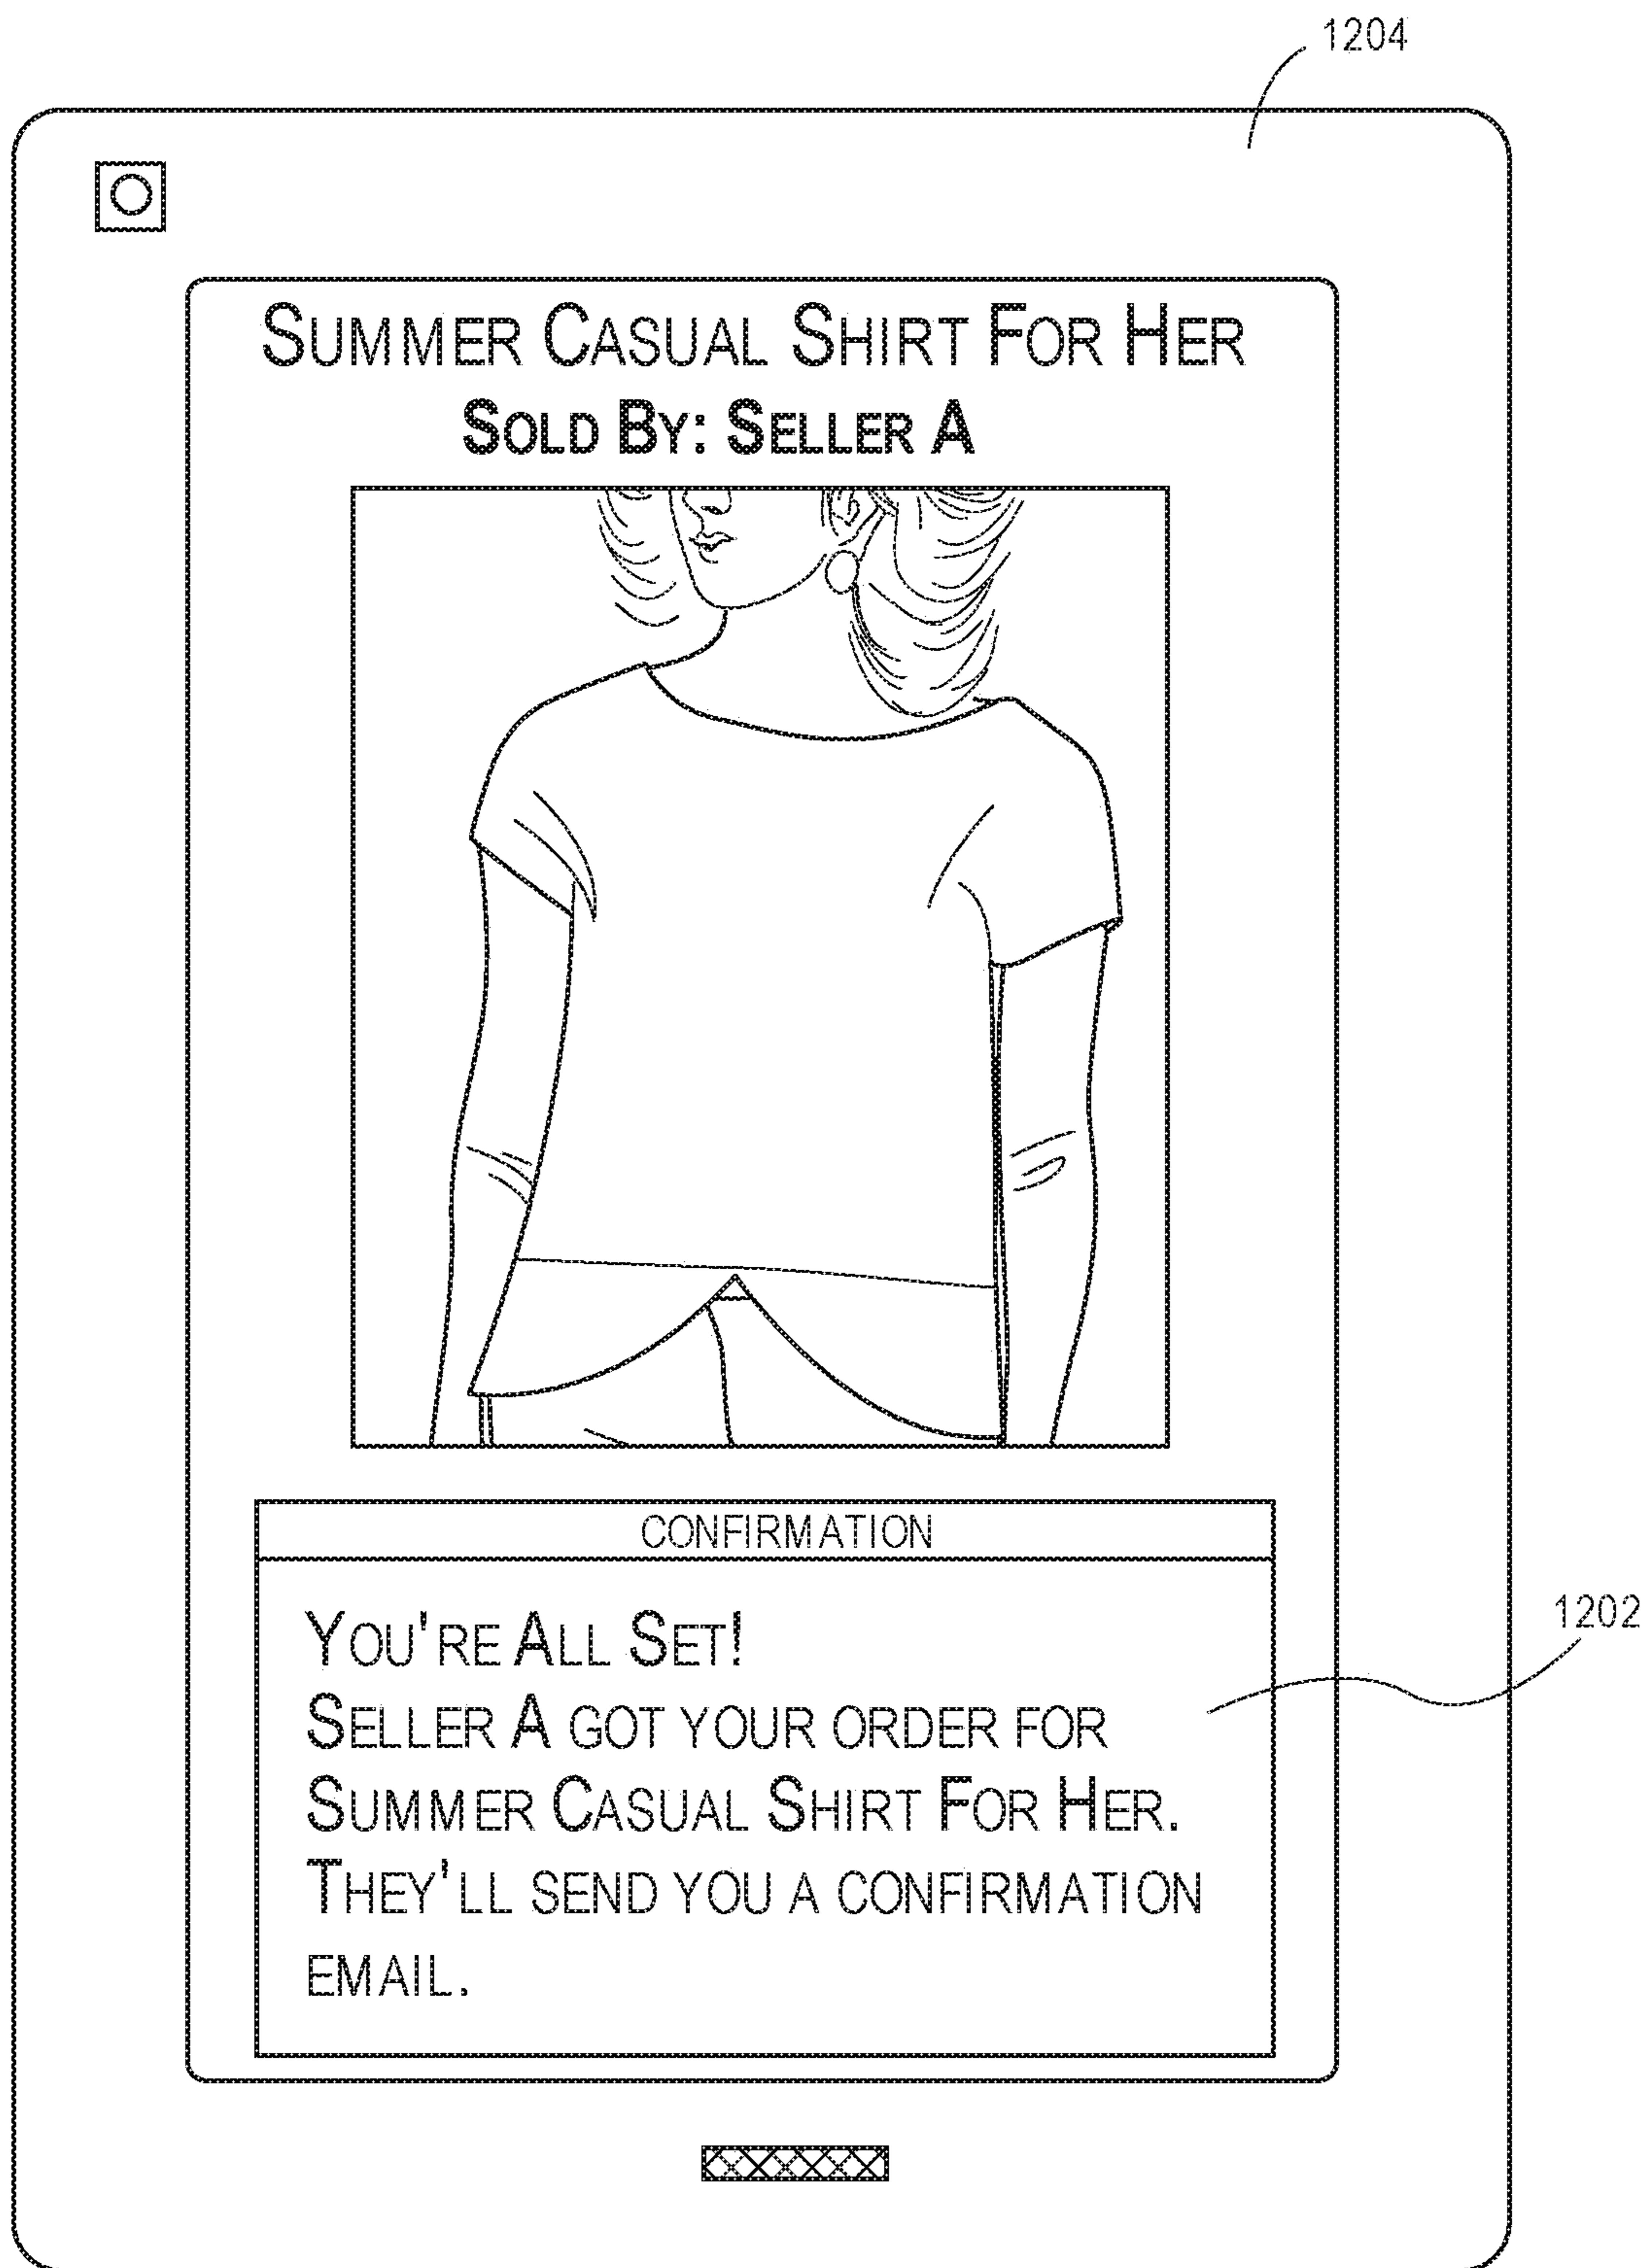 1204
SUMMER CASUAL SHIRT FOR HER
SOLD BY: SELLER A
CONFIRMATION
YOU'RE ALL SET!
SELLER A GOT YOUR ORDER FOR
SUMMER CASUAL SHIRT FOR HER.
THEY'LL SEND YOU A CONFIRMATION
EMAIL.
1202